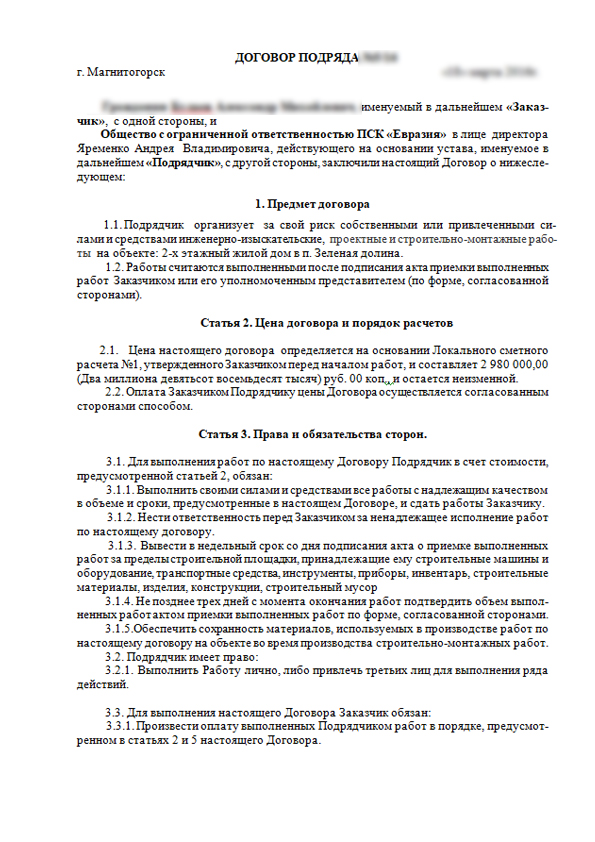 ДОГОВОР ПОДРЯДА
г. Магнитогорск
именуемый в дальнейшем «Заказ-
чик», с одной стороны, и
Общество с ограниченной ответственностью ПСК «Евразия» в лице директора
Яременко Андрея Владимировича, действующего на основании устава, именуемое в
дальнейшем «Подрядчик», с другой стороны, заключили настоящий Договор о нижесле-
дующем:
1. Предмет договора
1.1. Подрядчик организует за свой риск собственными или привлеченными си-
лами и средствами инженерно-изыскательские, проектные и строительно-монтажные рабо-
ты на объекте: 2-х этажный жилой дом в п. Зеленая долина.
1.2. Работы считаются выполненными после подписания акта приемки выполненных
работ Заказчиком или его уполномоченным представителем (по форме, согласованной
сторонами).
Статья 2. Цена договора и порядок расчетов
2.1. Цена настоящего договора определяется на основании Локального сметного
расчета №1, утвержденного Заказчиком перед началом работ, и составляет 2 980 000,00
(Два миллиона девятьсот восемьдесят тысяч) руб. 00 коп., и остается неизменной.
2.2. Оплата Заказчиком Подрядчику цены Договора осуществляется согласованным
сторонами способом.
Статья 3. Права и обязательства сторон.
3.1. Для выполнения работ по настоящему Договору Подрядчик в счет стоимости,
предусмотренной статьей 2, обязан:
3.1.1. Выполнить своими силами и средствами все работы с надлежащим качеством
в объеме и сроки, предусмотренные в настоящем Договоре, и сдать работы Заказчику.
3.1.2. Нести ответственность перед Заказчиком за ненадлежащее исполнение работ
по настоящему договору.
3.1.3. Вывести в недельный срок со дня подписания акта о приемке выполненных
работ за пределы строительной площадки, принадлежащие ему строительные машины и
оборудование, транспортные средства, инструменты, приборы, инвентарь, строительные
материалы, изделия, конструкции, строительный мусор
3.1.4. Не позднее трех дней с момента окончания работ подтвердить объем выпол-
ненных работ актом приемки выполненных работ по форме, согласованной сторонами.
3.1.5.Обеспечить сохранность материалов, используемых в производстве работ по
настоящему договору на объекте во время производства строительно-монтажных работ.
3.2. Подрядчик имеет право:
3.2.1. Выполнить Работу лично, либо привлечь третьих лиц для выполнения ряда
действий.
3.3. Для выполнения настоящего Договора Заказчик обязан:
3.3.1. Произвести оплату выполненных Подрядчиком работ в порядке, предусмот-
ренном в статьях 2 и 5 настоящего Договора.